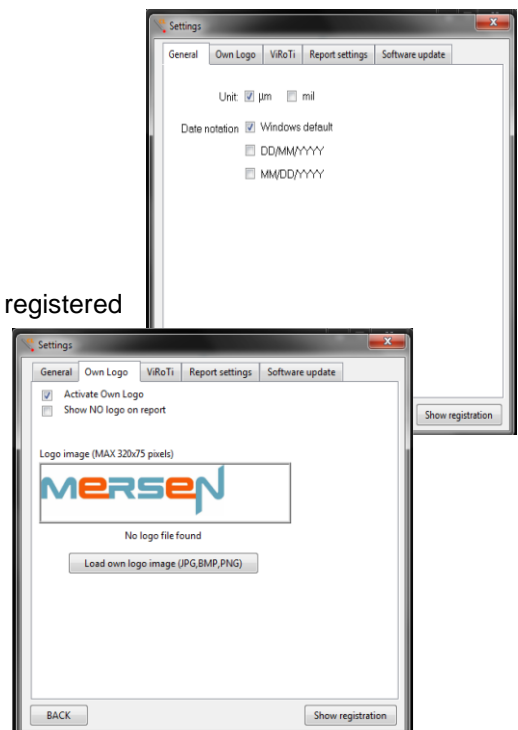 Settings
General Own Logo ViRoTi Report settings Software update
Unit: µm mil
Date notation Windows default
DD/MM/YYYY
MM/DD/YYYY
Show registration
registered
Settings
General Own Logo ViRoTi Report settings Software update
Activate Own Logo
Show NO logo on report
Logo image (MAX 320x75 pixels)
MERSEN
No logo file found
Load own logo image (JPG,BMP,PNG)
BACK Show registration